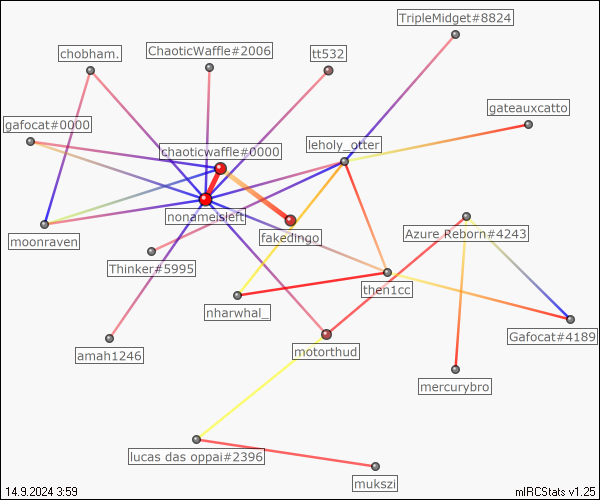 TripleMidget#8824
chobham.
ChaoticWaffle#2006
tt532
gateauxcatto
gafocat#0000
chaoticwaffle#0000
leholy_otter
nonameisleft
moonraven
fakedingo
Azure_Reborn#4243
Thinker#5995
then1cc
nharwhal_
Gafocat#4189
amah1246
motorthud
mercurybro
lucas das oppai#2396
mukszi
14.9.2024 3:59
mIRCStats v1.25